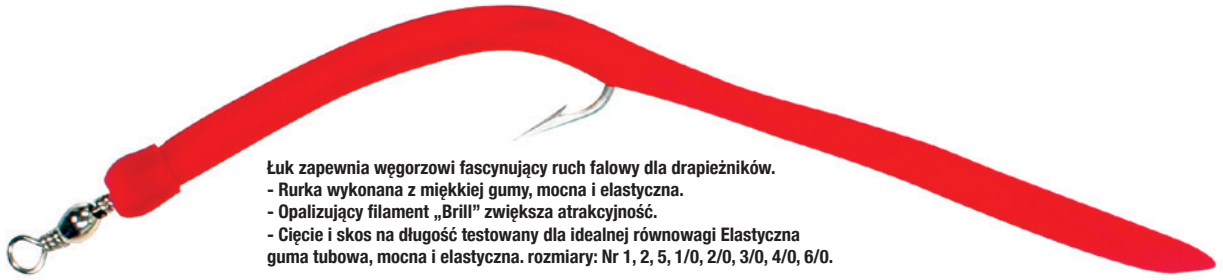 Łuk zapewnia węgorzowi fascynujący ruch falowy dla drapieżników.
- Rurka wykonana z miękkiej gumy, mocna i elastyczna.
- Opalizujący filament „Brill” zwiększa atrakcyjność.
- Cięcie i skos na długość testowany dla idealnej równowagi Elastyczna
guma tubowa, mocna i elastyczna. rozmiary: Nr 1, 2, 5, 1/0, 2/0, 3/0, 4/0, 6/0.